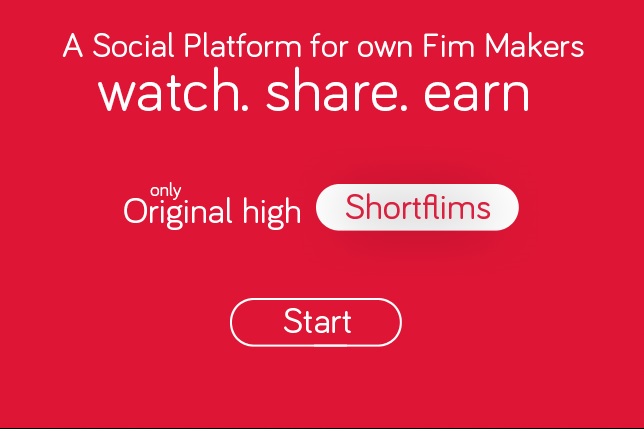 A Social Platform for own Fim Makers
watch. share. earn
only
Original high Shortflims
Start